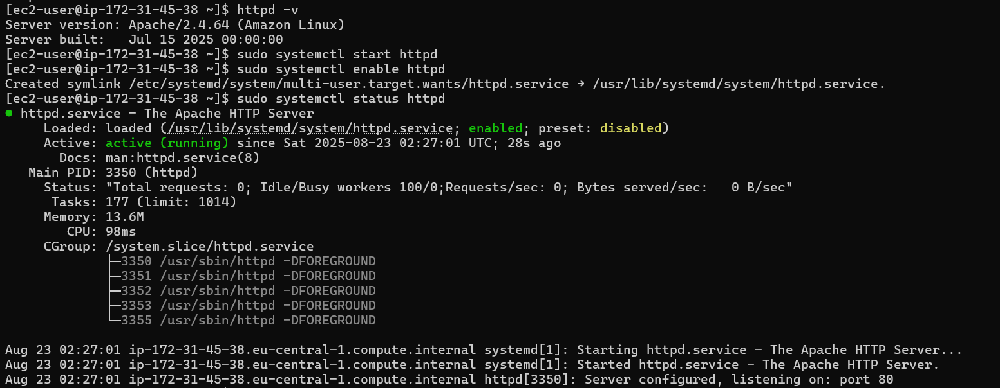 [ec2-user@ip-172-31-45-38 ~]$ httpd -v
Server version: Apache/2.4.64 (Amazon Linux)
Server built:   Jul 15 2025 00:00:00
[ec2-user@ip-172-31-45-38 ~]$ sudo systemctl start httpd
[ec2-user@ip-172-31-45-38 ~]$ sudo systemctl enable httpd
Created symlink /etc/systemd/system/multi-user.target.wants/httpd.service → /usr/lib/systemd/system/httpd.service.
[ec2-user@ip-172-31-45-38 ~]$ sudo systemctl status httpd
● httpd.service - The Apache HTTP Server
     Loaded: loaded (/usr/lib/systemd/system/httpd.service; enabled; preset: disabled)
     Active: active (running) since Sat 2025-08-23 02:27:01 UTC; 28s ago
       Docs: man:httpd.service(8)
   Main PID: 3350 (httpd)
     Status: "Total requests: 0; Idle/Busy workers 100/0;Requests/sec: 0; Bytes served/sec:   0 B/sec"
      Tasks: 177 (limit: 1014)
     Memory: 13.6M
        CPU: 98ms
     CGroup: /system.slice/httpd.service
             ├─3350 /usr/sbin/httpd -DFOREGROUND
             ├─3351 /usr/sbin/httpd -DFOREGROUND
             ├─3352 /usr/sbin/httpd -DFOREGROUND
             ├─3353 /usr/sbin/httpd -DFOREGROUND
             └─3355 /usr/sbin/httpd -DFOREGROUND
Aug 23 02:27:01 ip-172-31-45-38.eu-central-1.compute.internal systemd[1]: Starting httpd.service - The Apache HTTP Server...
Aug 23 02:27:01 ip-172-31-45-38.eu-central-1.compute.internal systemd[1]: Started httpd.service - The Apache HTTP Server.
Aug 23 02:27:01 ip-172-31-45-38.eu-central-1.compute.internal httpd[3350]: Server configured, listening on: port 80